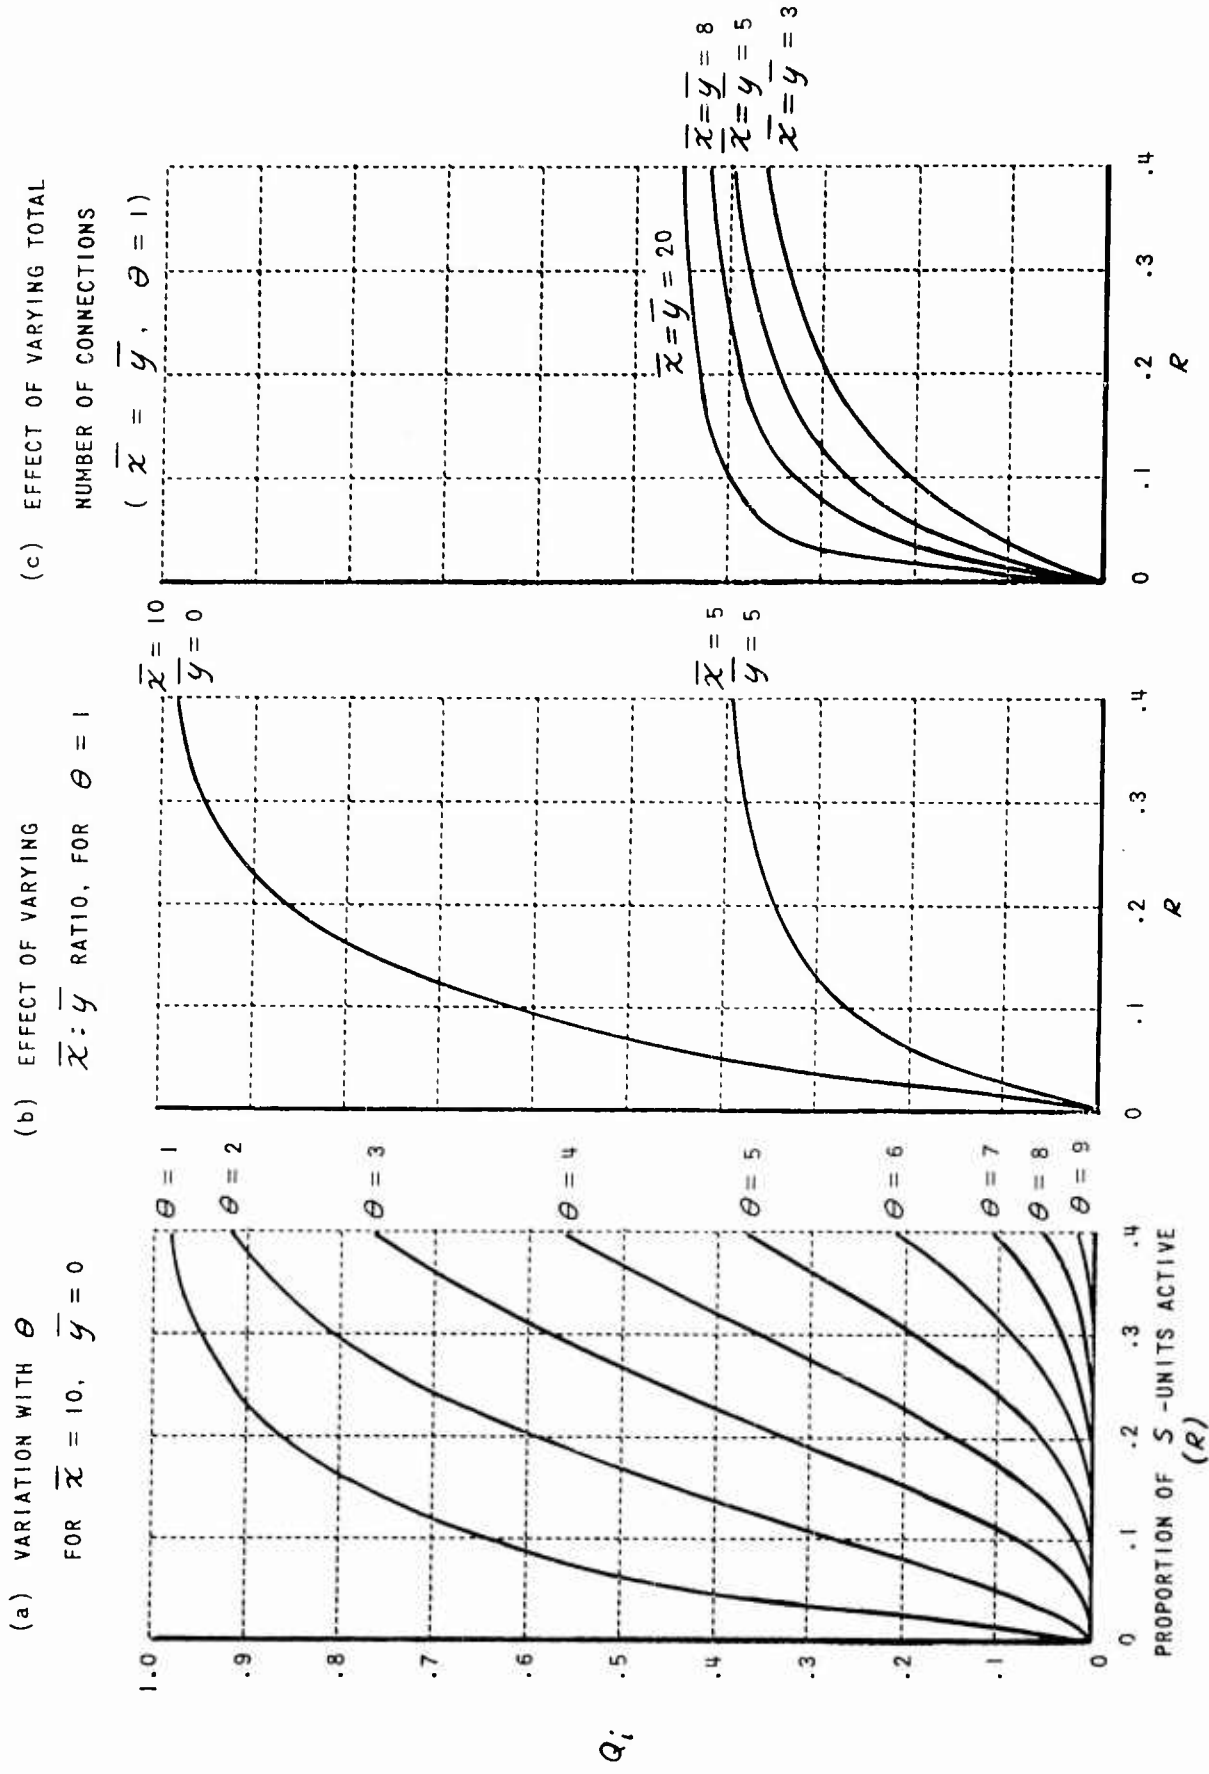 (a) VARIATION WITH θ
FOR x̄ = 10, ȳ = 0
(b) EFFECT OF VARYING
x̄ : ȳ RATIO, FOR θ = 1
(c) EFFECT OF VARYING TOTAL
NUMBER OF CONNECTIONS
( x̄ = ȳ, θ = 1)
Qi
1.0
.9
.8
.7
.6
.5
.4
.3
.2
.1
0
θ = 1
θ = 2
θ = 3
θ = 4
θ = 5
θ = 6
θ = 7
θ = 8
θ = 9
0 .1 .2 .3 .4
PROPORTION OF S -UNITS ACTIVE
(R)
x̄ = 10
ȳ = 0
x̄ = 5
ȳ = 5
0 .1 .2 .3 .4
R
x̄ = ȳ = 20
x̄ = ȳ = 8
x̄ = ȳ = 5
x̄ = ȳ = 3
0 .1 .2 .3 .4
R